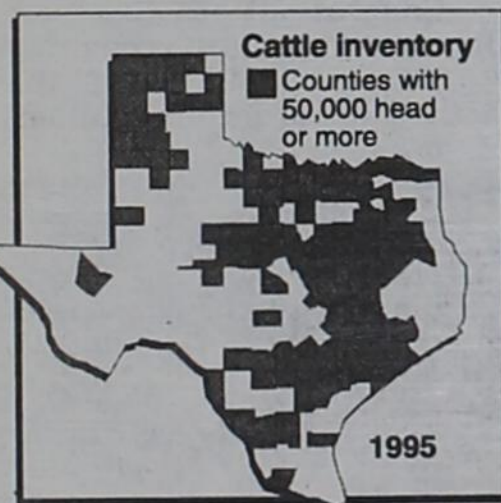 Cattle inventory
Counties with
50,000 head
or more
1995